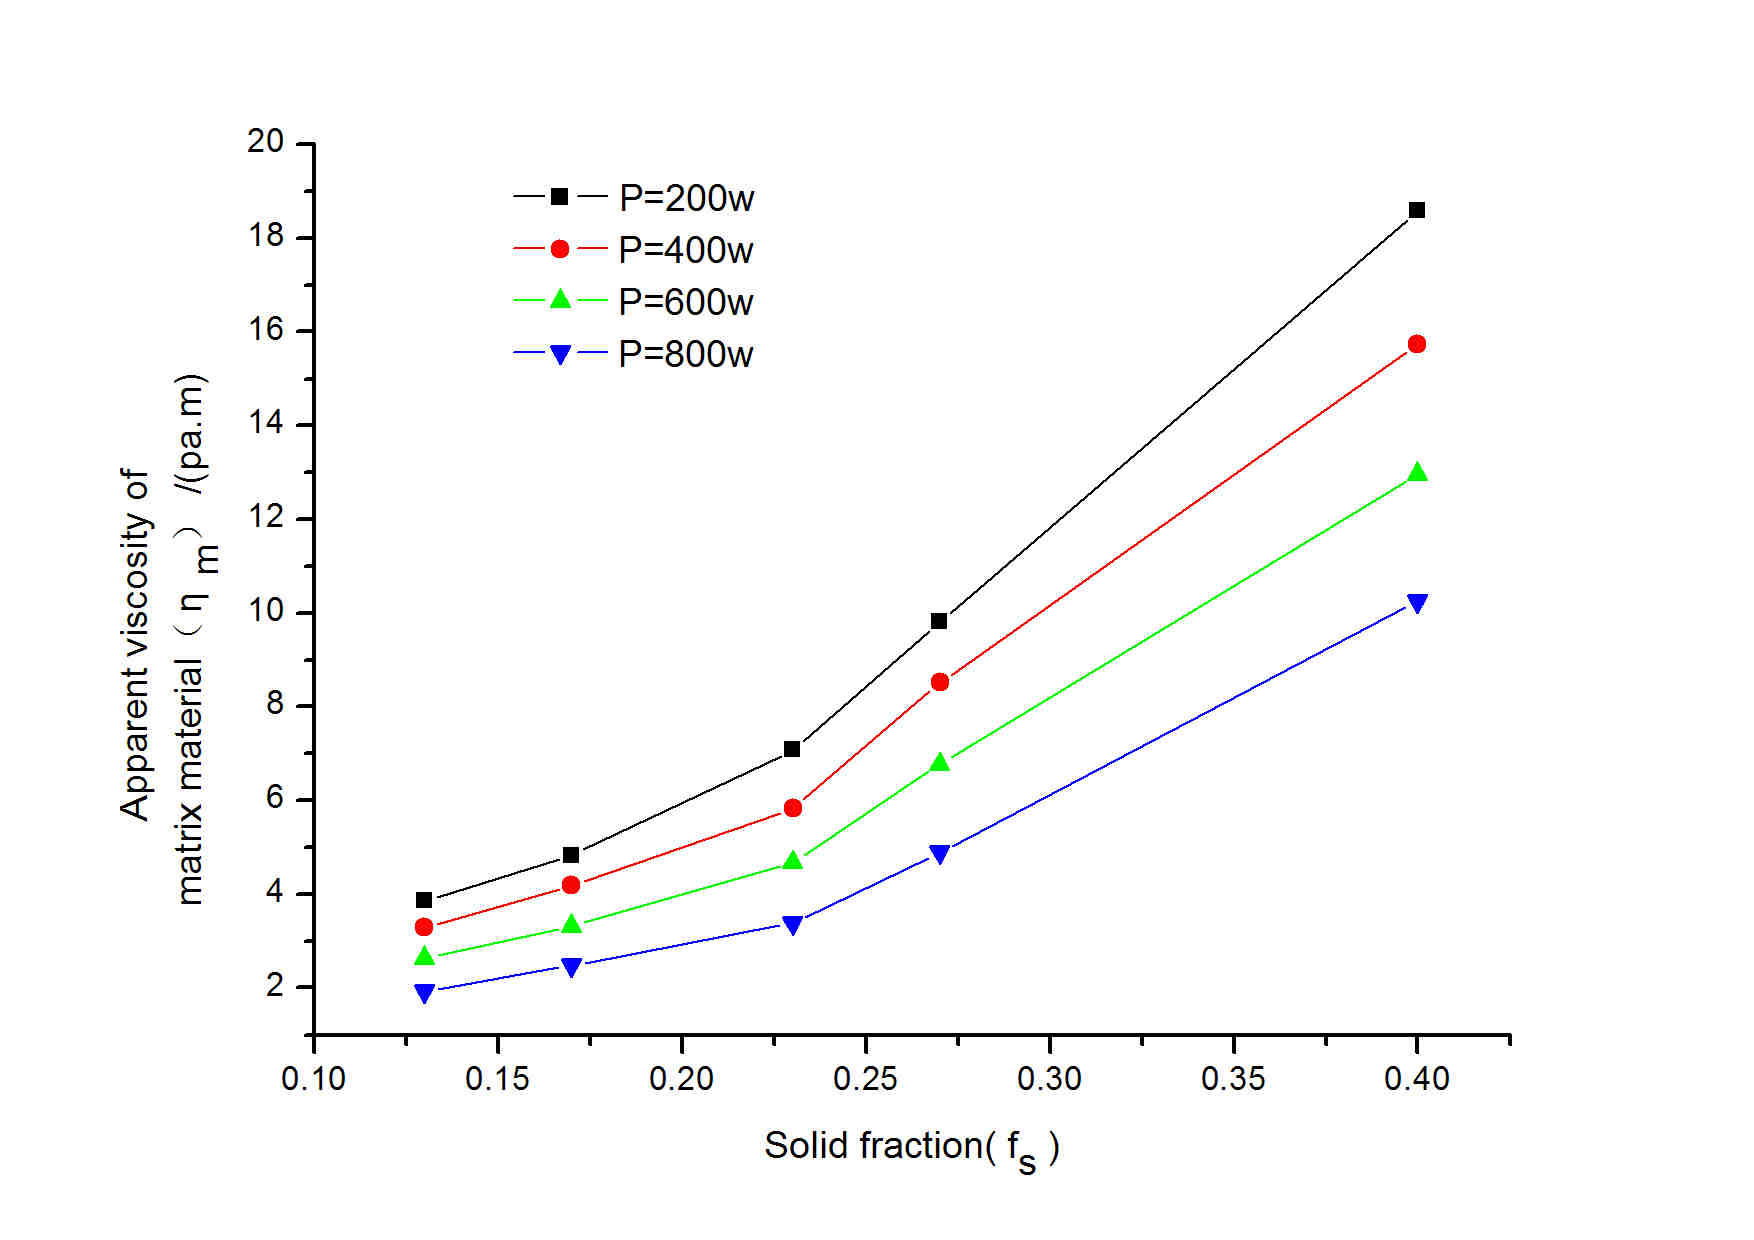 20
18
16
14
12
10
8
6
4
2
P=200w
P=400w
P=600w
P=800w
Apparent viscosity of
matrix material（η m）/(pa.m)
0.10 0.15 0.20 0.25 0.30 0.35 0.40
Solid fraction( fs )